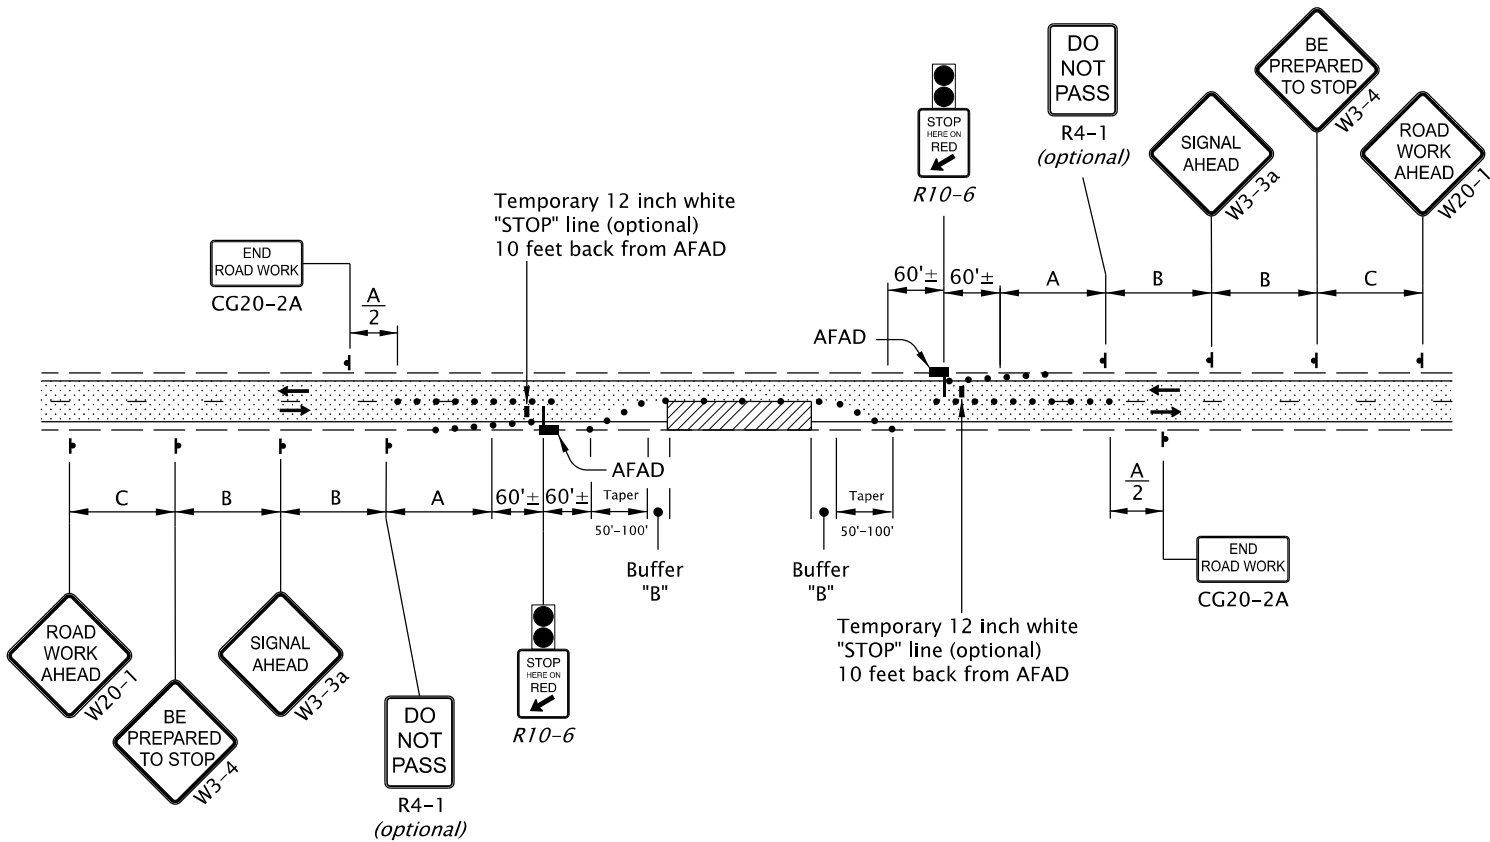 DO
NOT
PASS
R4-1
(optional)
BE
PREPARED
TO STOP
W3-4
SIGNAL
AHEAD
W3-3a
ROAD
WORK
AHEAD
W20-1
STOP
HERE ON
RED
R10-6
Temporary 12 inch white
"STOP" line (optional)
10 feet back from AFAD
END
ROAD WORK
CG20-2A
A
2
60'±
60'±
A
B
B
C
AFAD
AFAD
C
B
B
A
60'±
60'±
Taper
50'-100'
Buffer
"B"
Buffer
"B"
Taper
50'-100'
A
2
END
ROAD WORK
CG20-2A
Temporary 12 inch white
"STOP" line (optional)
10 feet back from AFAD
ROAD
WORK
AHEAD
W20-1
BE
PREPARED
TO STOP
W3-4
SIGNAL
AHEAD
W3-3a
DO
NOT
PASS
R4-1
(optional)
STOP
HERE ON
RED
R10-6